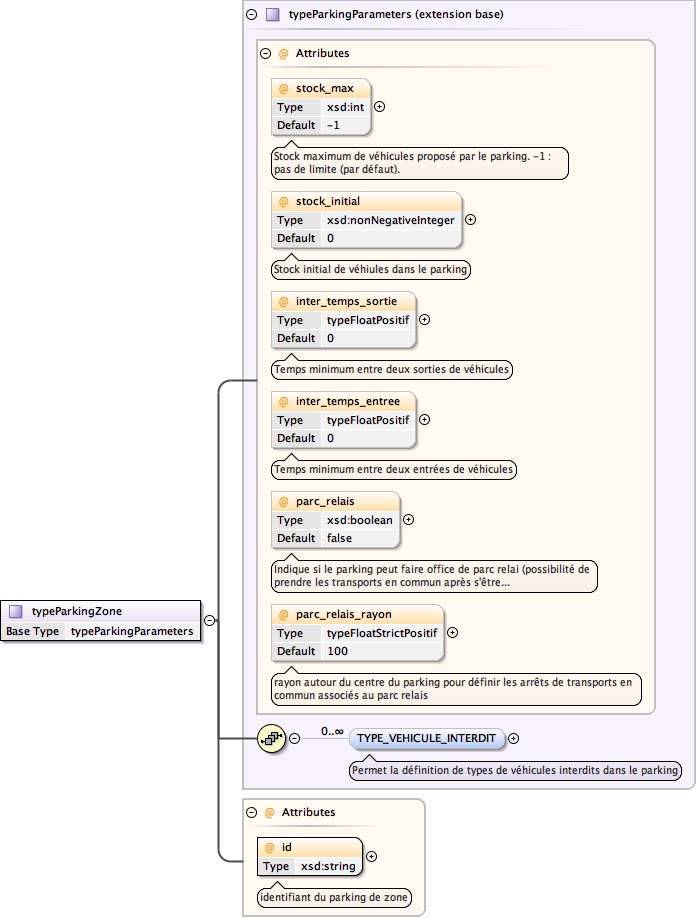 typeParkingParameters (extension base)
@ Attributes
@ stock_max
Type xsd:int
Default -1
Stock maximum de véhicules proposé par le parking. -1 :
pas de limite (par défaut).
@ stock_initial
Type xsd:nonNegativeInteger
Default 0
Stock initial de véhiules dans le parking
@ inter_temps_sortie
Type typeFloatPositif
Default 0
Temps minimum entre deux sorties de véhicules
@ inter_temps_entree
Type typeFloatPositif
Default 0
Temps minimum entre deux entrées de véhicules
@ parc_relais
Type xsd:boolean
Default false
Indique si le parking peut faire office de parc relai (possibilité de
prendre les transports en commun après s'être...
typeParkingZone
Base Type typeParkingParameters
@ parc_relais_rayon
Type typeFloatStrictPositif
Default 100
rayon autour du centre du parking pour définir les arrêts de transports en
commun associés au parc relais
0..∞
TYPE_VEHICULE_INTERDIT
Permet la définition de types de véhicules interdits dans le parking
@ Attributes
@ id
Type xsd:string
identifiant du parking de zone